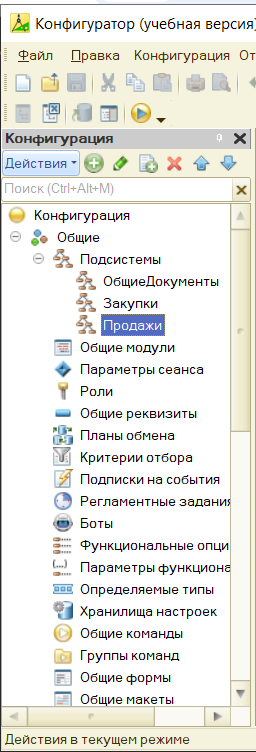 Конфигуратор (учебная версия)
Файл Правка Конфигурация От
Конфигурация
Действия
Поиск (Ctrl+Alt+M)
Конфигурация
Общие
Подсистемы
ОбщиеДокументы
Закупки
Продажи
Общие модули
Параметры сеанса
Роли
Общие реквизиты
Планы обмена
Критерии отбора
Подписки на события
Регламентные задания
Боты
Функциональные опци
Параметры функциона
Определяемые типы
Хранилища настроек
Общие команды
Группы команд
Общие формы
Общие макеты
Действия в текущем режиме